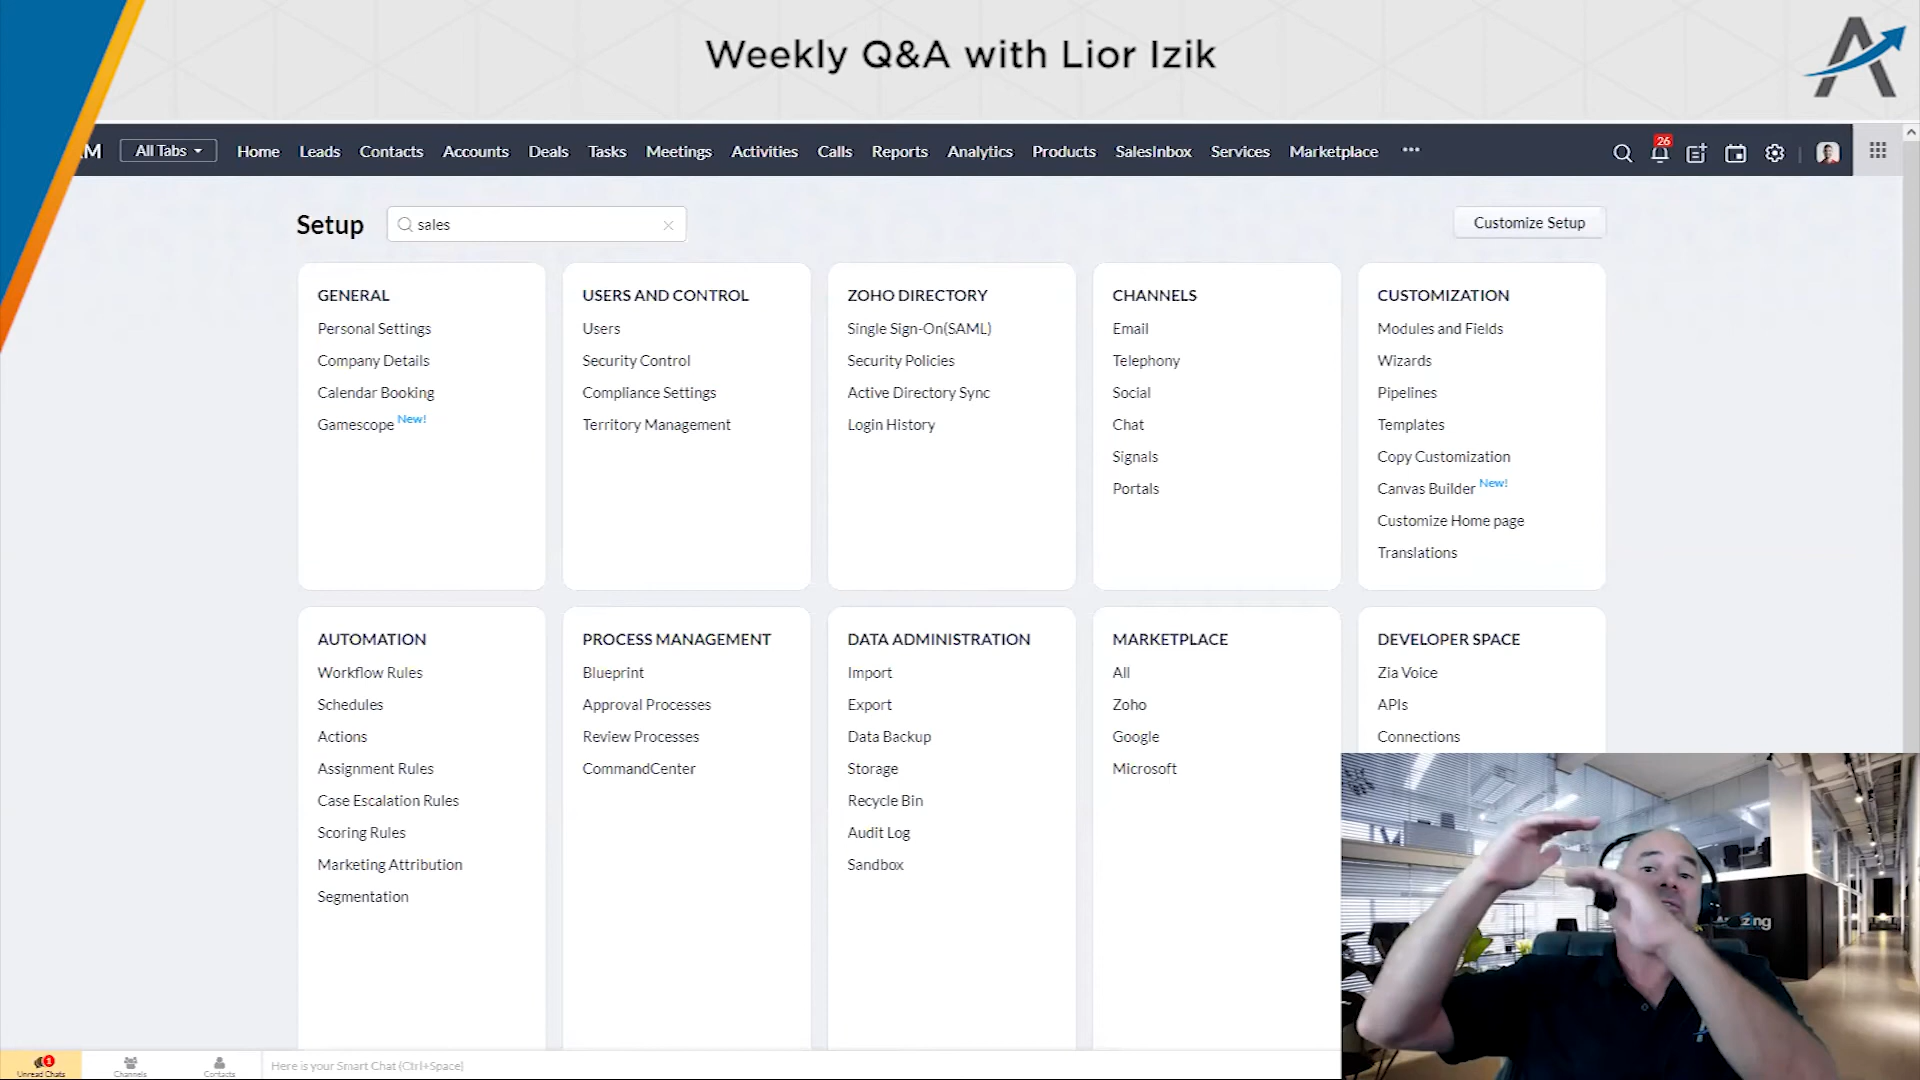 Weekly Q&A with Lior Izik
All Tabs Home Leads Contacts Accounts Deals Tasks Meetings Activities Calls Reports Analytics Products SalesInbox Services Marketplace ••• 26
Setup sales Customize Setup
GENERAL
Personal Settings
Company Details
Calendar Booking
Gamescope New!
USERS AND CONTROL
Users
Security Control
Compliance Settings
Territory Management
ZOHO DIRECTORY
Single Sign-On(SAML)
Security Policies
Active Directory Sync
Login History
CHANNELS
Email
Telephony
Social
Chat
Signals
Portals
CUSTOMIZATION
Modules and Fields
Wizards
Pipelines
Templates
Copy Customization
Canvas Builder New!
Customize Home page
Translations
AUTOMATION
Workflow Rules
Schedules
Actions
Assignment Rules
Case Escalation Rules
Scoring Rules
Marketing Attribution
Segmentation
PROCESS MANAGEMENT
Blueprint
Approval Processes
Review Processes
CommandCenter
DATA ADMINISTRATION
Import
Export
Data Backup
Storage
Recycle Bin
Audit Log
Sandbox
MARKETPLACE
All
Zoho
Google
Microsoft
DEVELOPER SPACE
Zia Voice
APIs
Connections
1
Unread Chats Channels Contacts Here is your Smart Chat (Ctrl+Space)